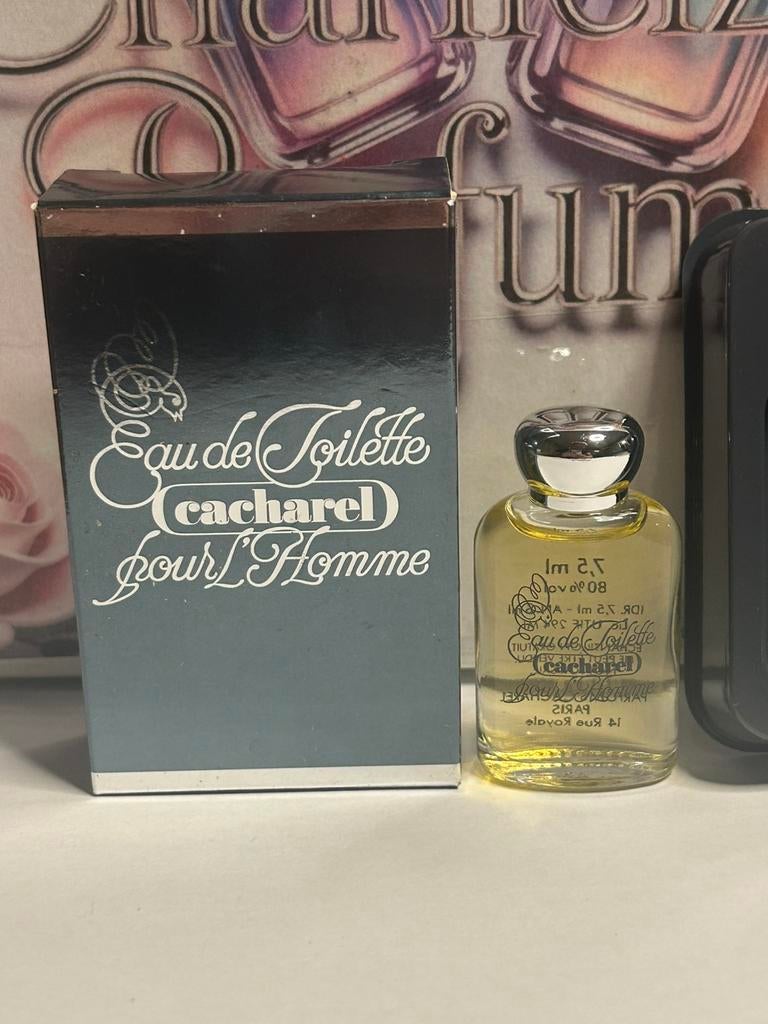 Parfum
Eau de Toilette
cacharel
pour L'Homme
7,5 ml
80% vol
Eau de Toilette
cacharel
pour L'Homme
PARIS
14 Rue Royale